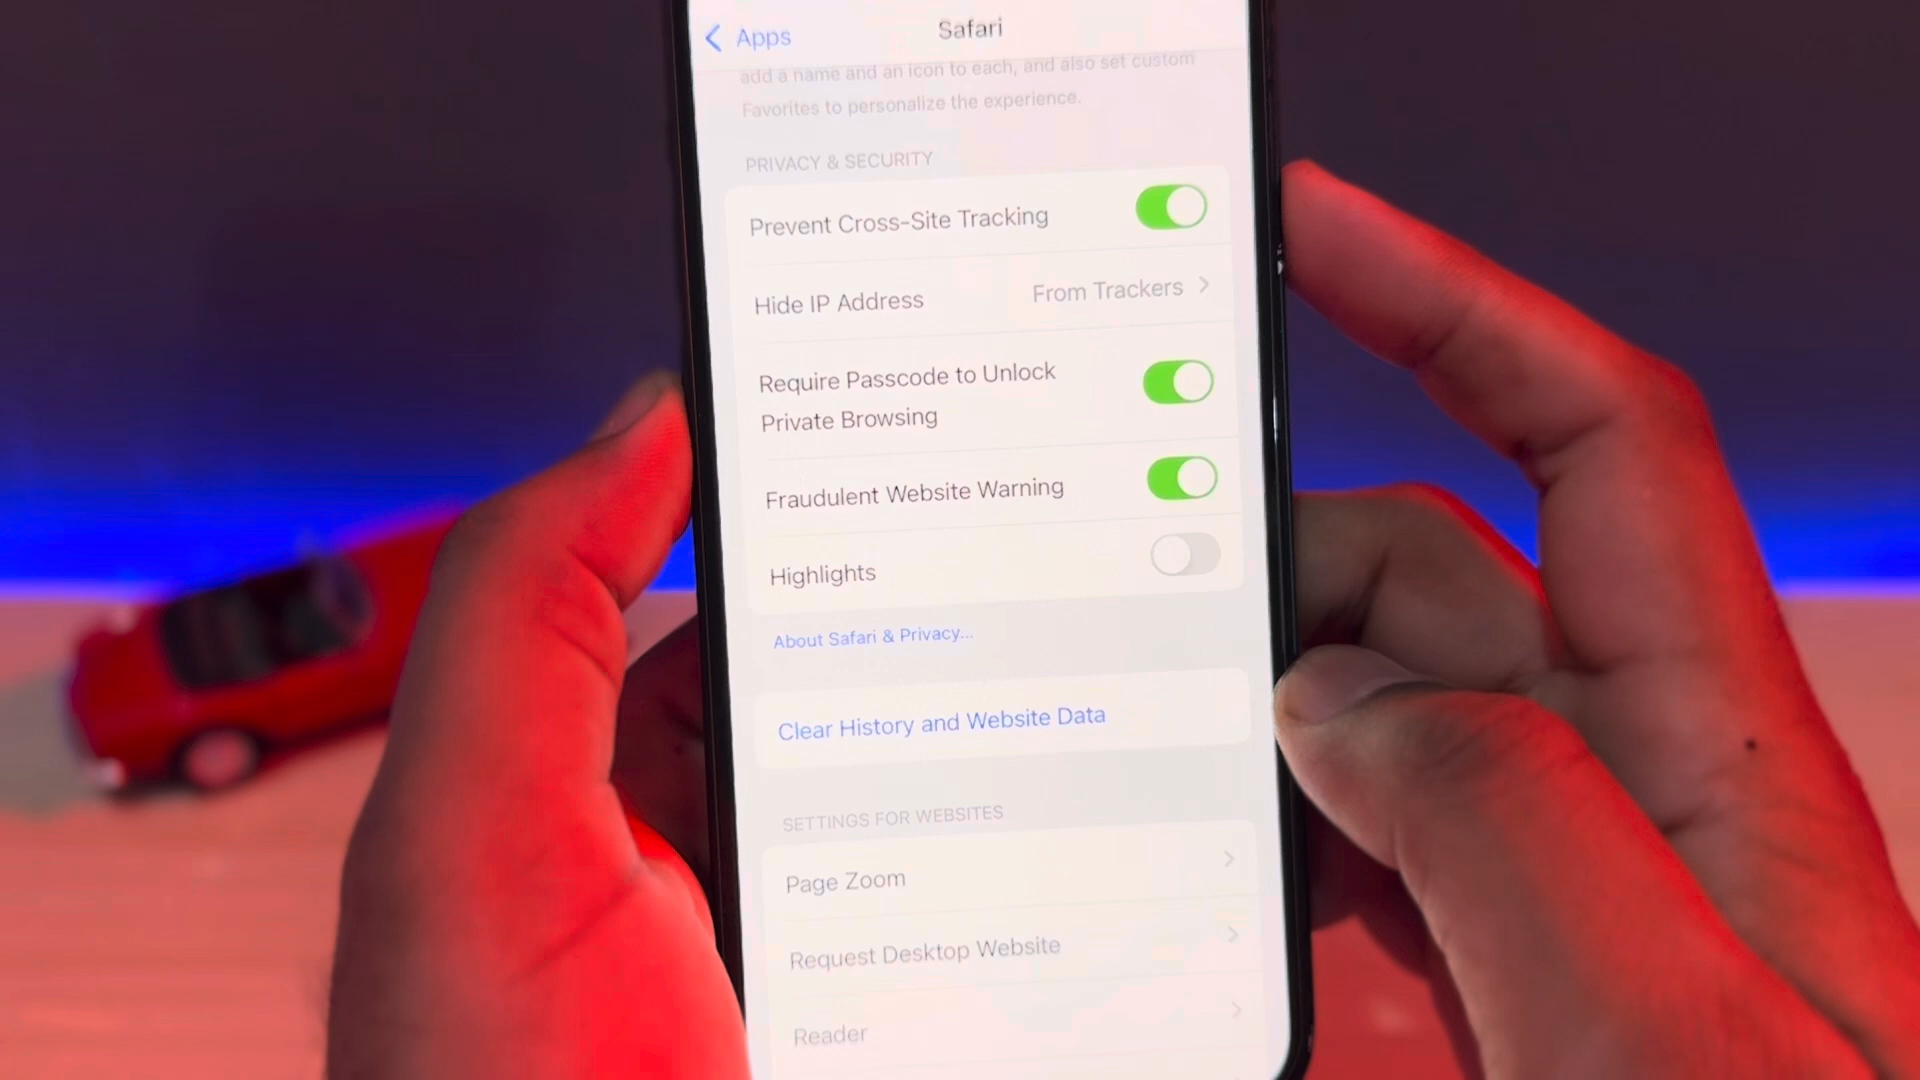 Apps
Safari
add a name and an icon to each, and also set custom
Favorites to personalize the experience.
PRIVACY & SECURITY
Prevent Cross-Site Tracking
Hide IP Address
From Trackers
Require Passcode to Unlock
Private Browsing
Fraudulent Website Warning
Highlights
About Safari & Privacy...
Clear History and Website Data
SETTINGS FOR WEBSITES
Page Zoom
Request Desktop Website
Reader